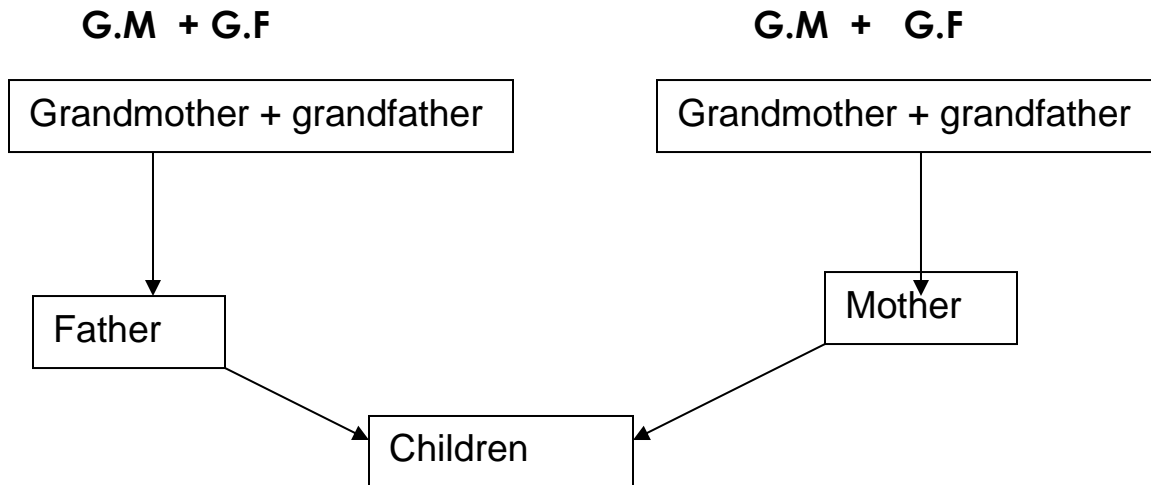 G.M + G.F
G.M + G.F
Grandmother + grandfather
Grandmother + grandfather
Father
Mother
Children